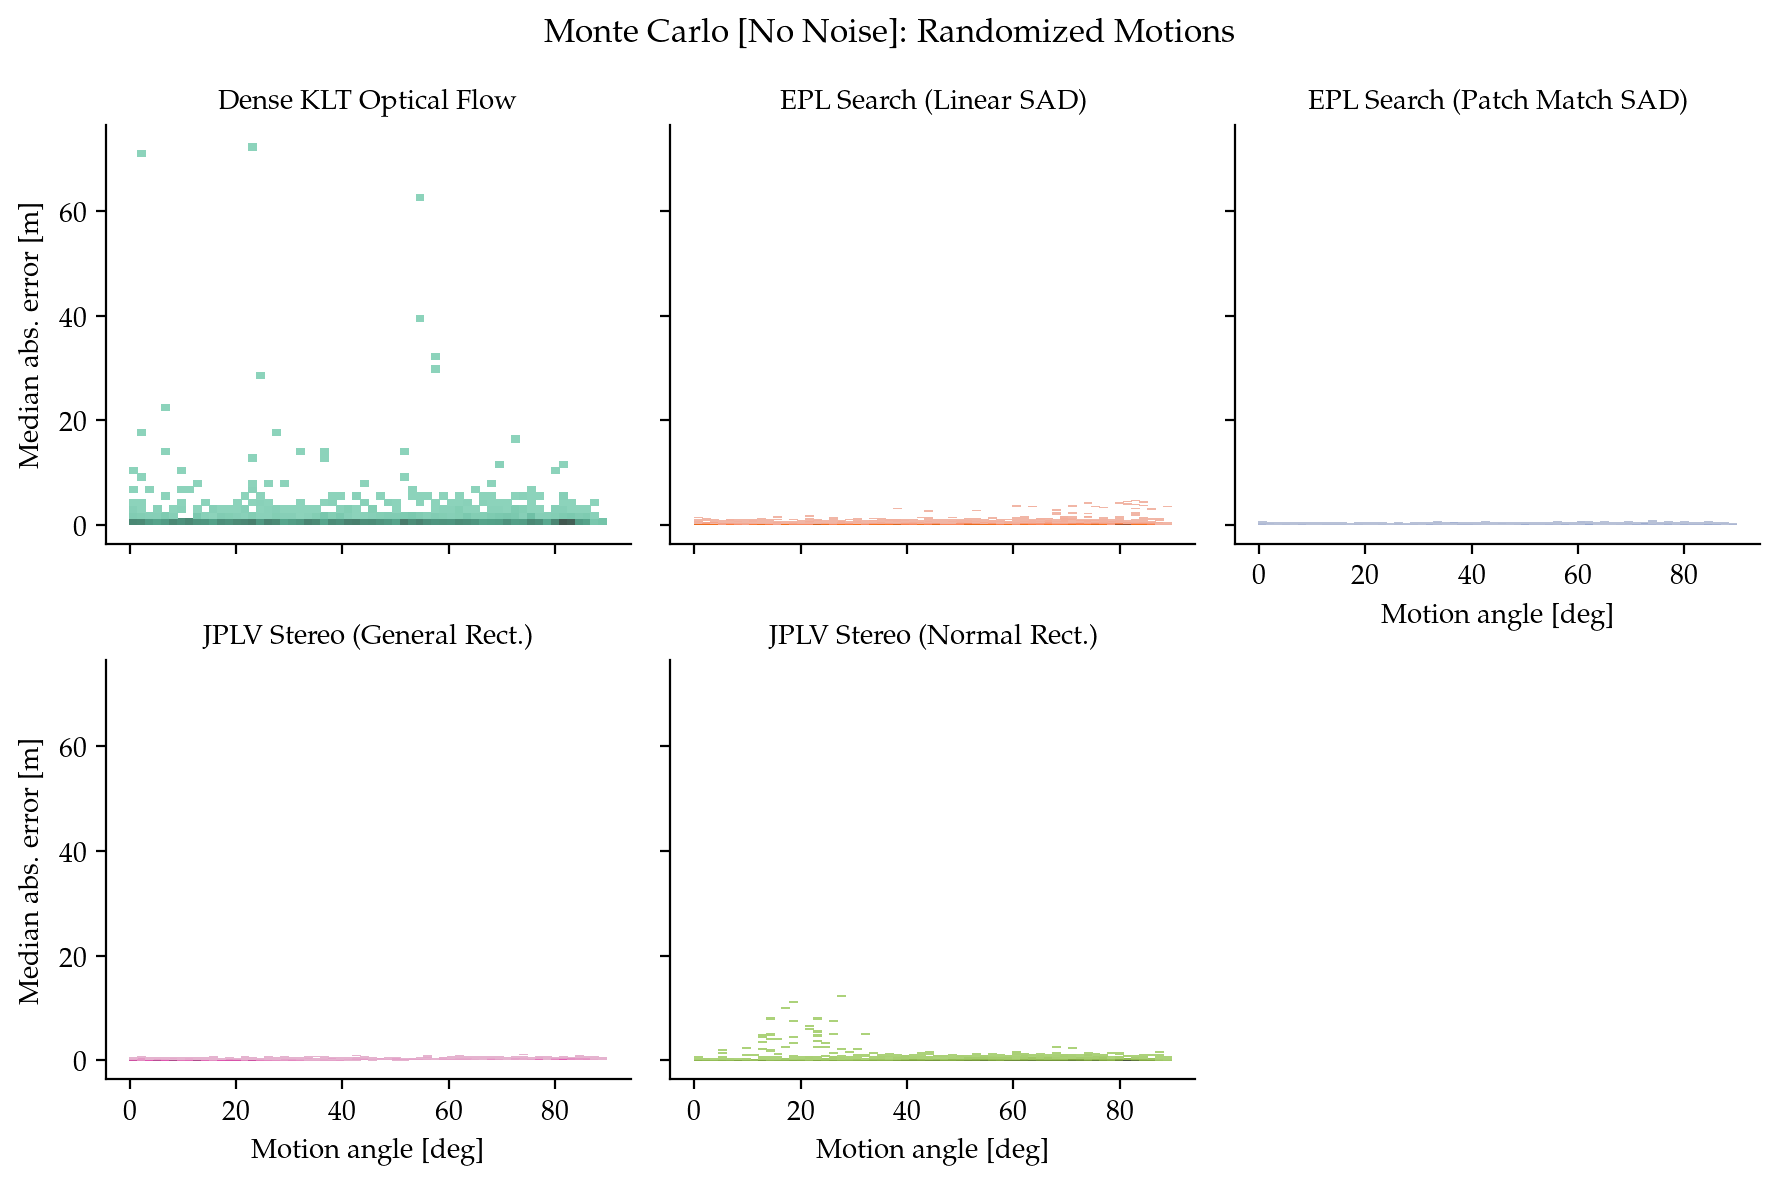 Monte Carlo [No Noise]: Randomized Motions
Dense KLT Optical Flow
EPL Search (Linear SAD)
EPL Search (Patch Match SAD)
Median abs. error [m]
60
40
20
0
0 20 40 60 80
Motion angle [deg]
JPLV Stereo (General Rect.)
JPLV Stereo (Normal Rect.)
Median abs. error [m]
60
40
20
0
0 20 40 60 80
Motion angle [deg]
0 20 40 60 80
Motion angle [deg]